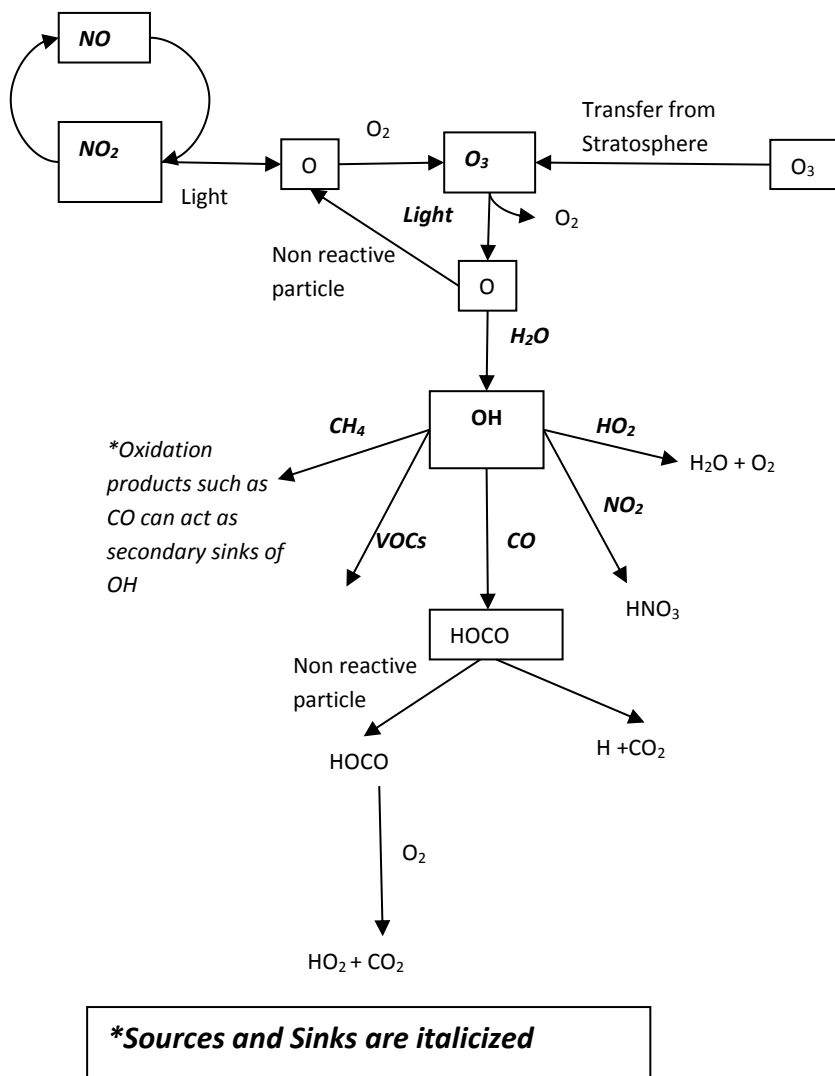 NO
NO₂
Light
O
O₂
O₃
Transfer from
Stratosphere
O₃
Light
O₂
Non reactive
particle
O
H₂O
OH
CH₄
HO₂
H₂O + O₂
*Oxidation
products such as
CO can act as
secondary sinks of
OH
VOCs
CO
NO₂
HNO₃
HOCO
Non reactive
particle
HOCO
H +CO₂
O₂
HO₂ + CO₂
*Sources and Sinks are italicized